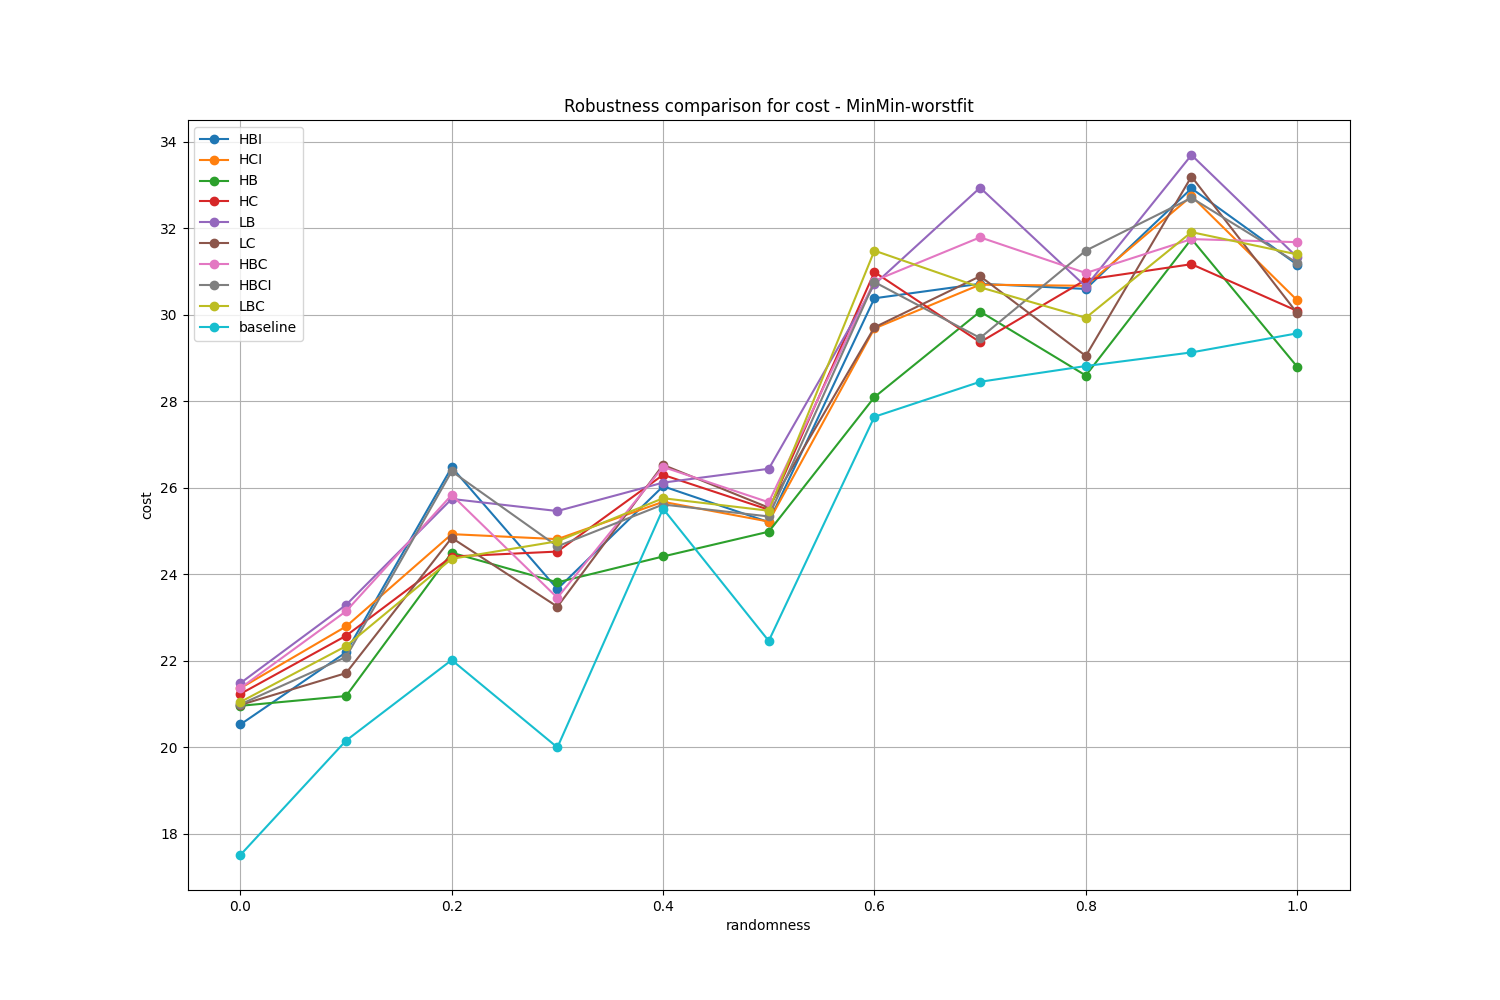 Robustness comparison for cost - MinMin-worstfit
HBI
HCI
HB
HC
LB
LC
HBC
HBCI
LBC
baseline
34
32
30
28
26
24
22
20
18
cost
0.0 0.2 0.4 0.6 0.8 1.0
randomness